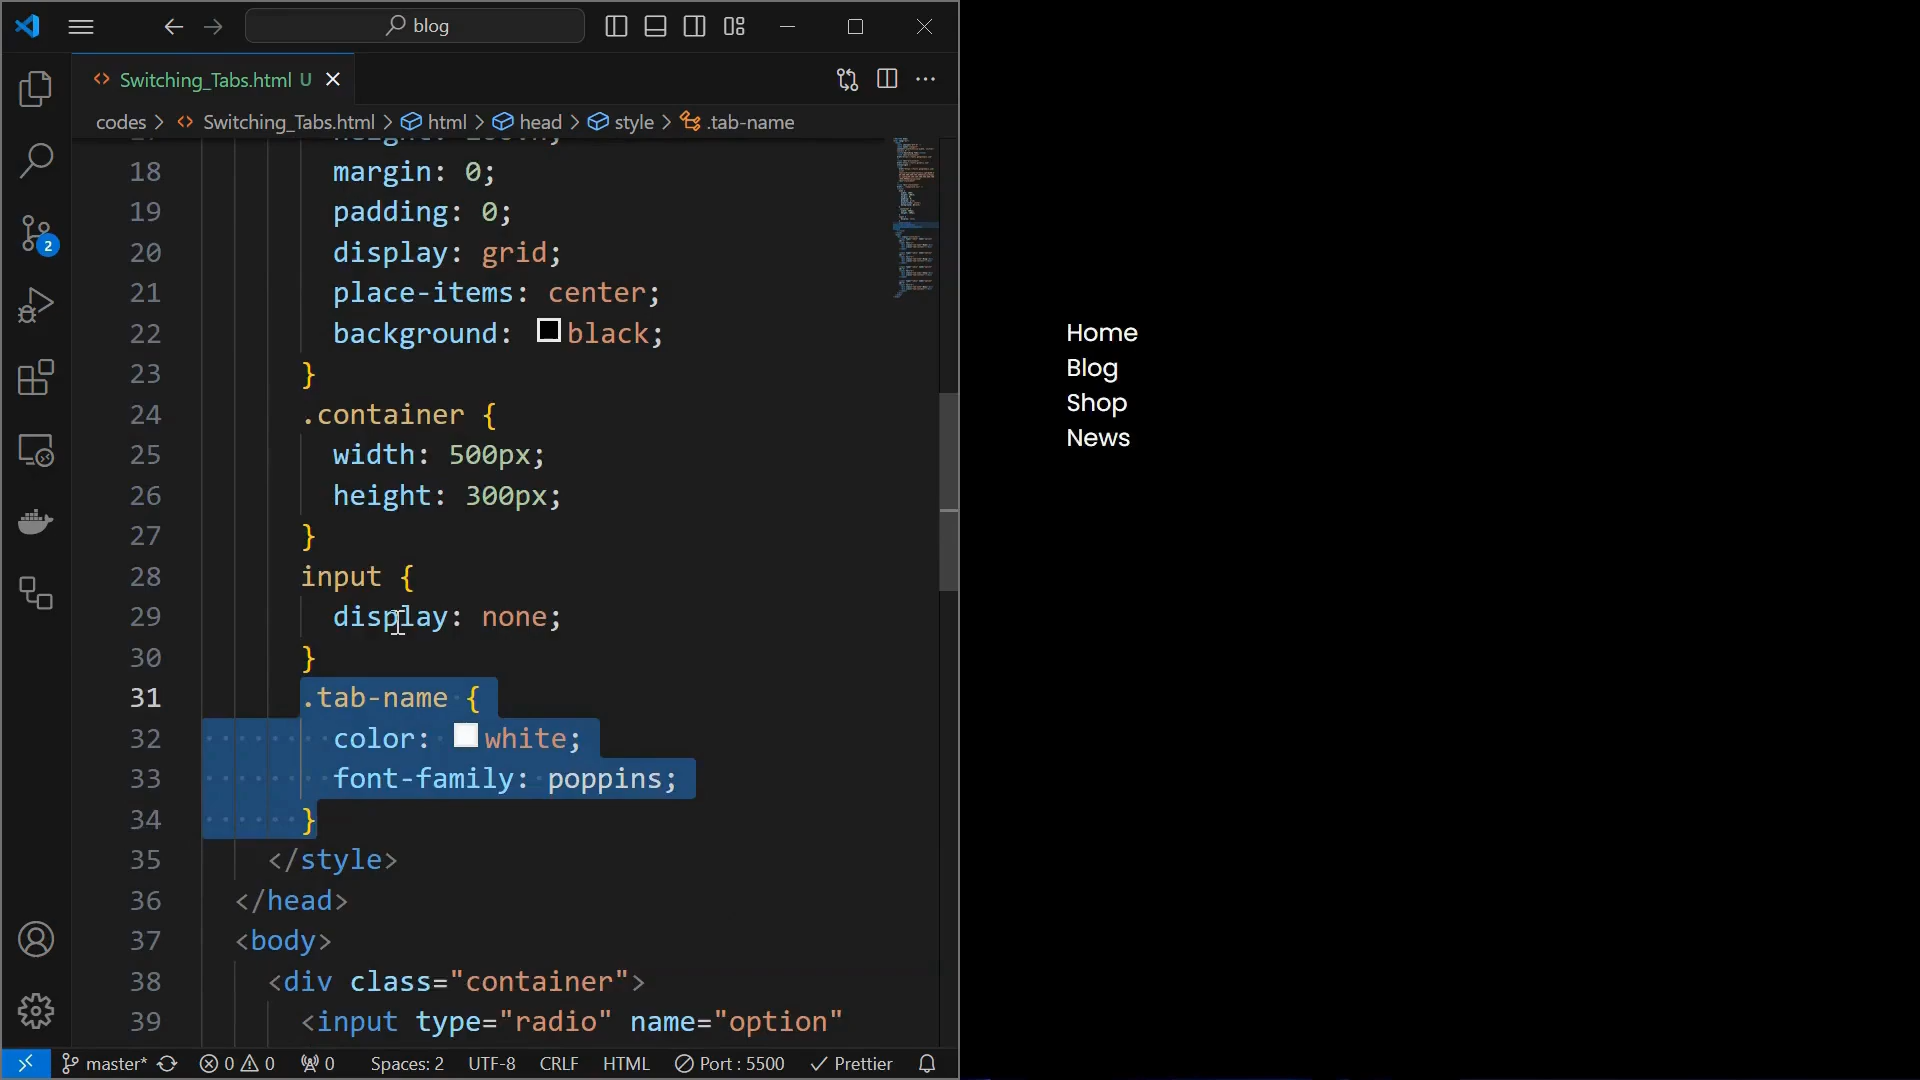 blog
Switching_Tabs.html U
codes > Switching_Tabs.html > html > head > style > .tab-name
18 margin: 0;
19 padding: 0;
20 display: grid;
21 place-items: center;
22 background: black;
23 }
24 .container {
25 width: 500px;
26 height: 300px;
27 }
28 input {
29 display: none;
30 }
31 .tab-name {
32 color: white;
33 font-family: poppins;
34 }
35 </style>
36 </head>
37 <body>
38 <div class="container">
39 <input type="radio" name="option"
2
master* 0 0 0 Spaces: 2 UTF-8 CRLF HTML Port : 5500 Prettier
Home
Blog
Shop
News